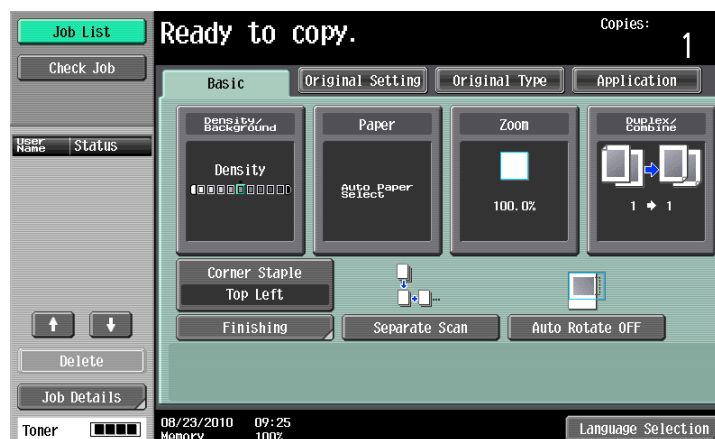 Job List
Ready to copy.
Copies:
1
Check Job
Basic
Original Setting
Original Type
Application
Density/
Background
Paper
Zoom
Duplex/
Combine
User
Name
Status
Density
Auto Paper
Select
100.0%
1 → 1
Corner Staple
Top Left
Finishing
Separate Scan
Auto Rotate OFF
Delete
Job Details
Toner
08/23/2010 09:25
Memory 100%
Language Selection